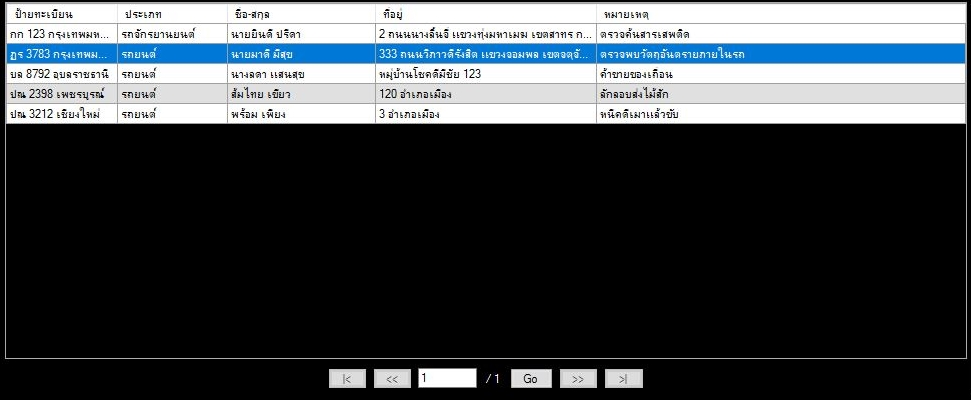 ป้ายทะเบียน ประเภท ชื่อ-สกุล ที่อยู่ หมายเหตุ
กก 123 กรุงเทพมห... รถจักรยานยนต์ นายยินดี ปรีดา 2 ถนนนางลิ้นจี่ แขวงทุ่งมหาเมฆ เขตสาทร ก... ตรวจค้นสารเสพติด
ฎร 3783 กรุงเทพม... รถยนต์ นายมาดี มีสุข 333 ถนนวิภาวดีรังสิต แขวงจอมพล เขตจตุจั... ตรวจพบวัตถุอันตรายภายในรถ
บล 8792 อุบลราชธานี รถยนต์ นางลดา แสนสุข หมู่บ้านโชคดีมีชัย 123 ค้าขายของเถื่อน
ปณ 2398 เพชรบูรณ์ รถยนต์ ส้มไทย เขียว 120 อำเภอเมือง ลักลอบส่งไม้สัก
ปณ 3212 เชียงใหม่ รถยนต์ พร้อม เพียง 3 อำเภอเมือง หนีคดีเมาแล้วขับ
|< << 1 / 1 Go >> >|